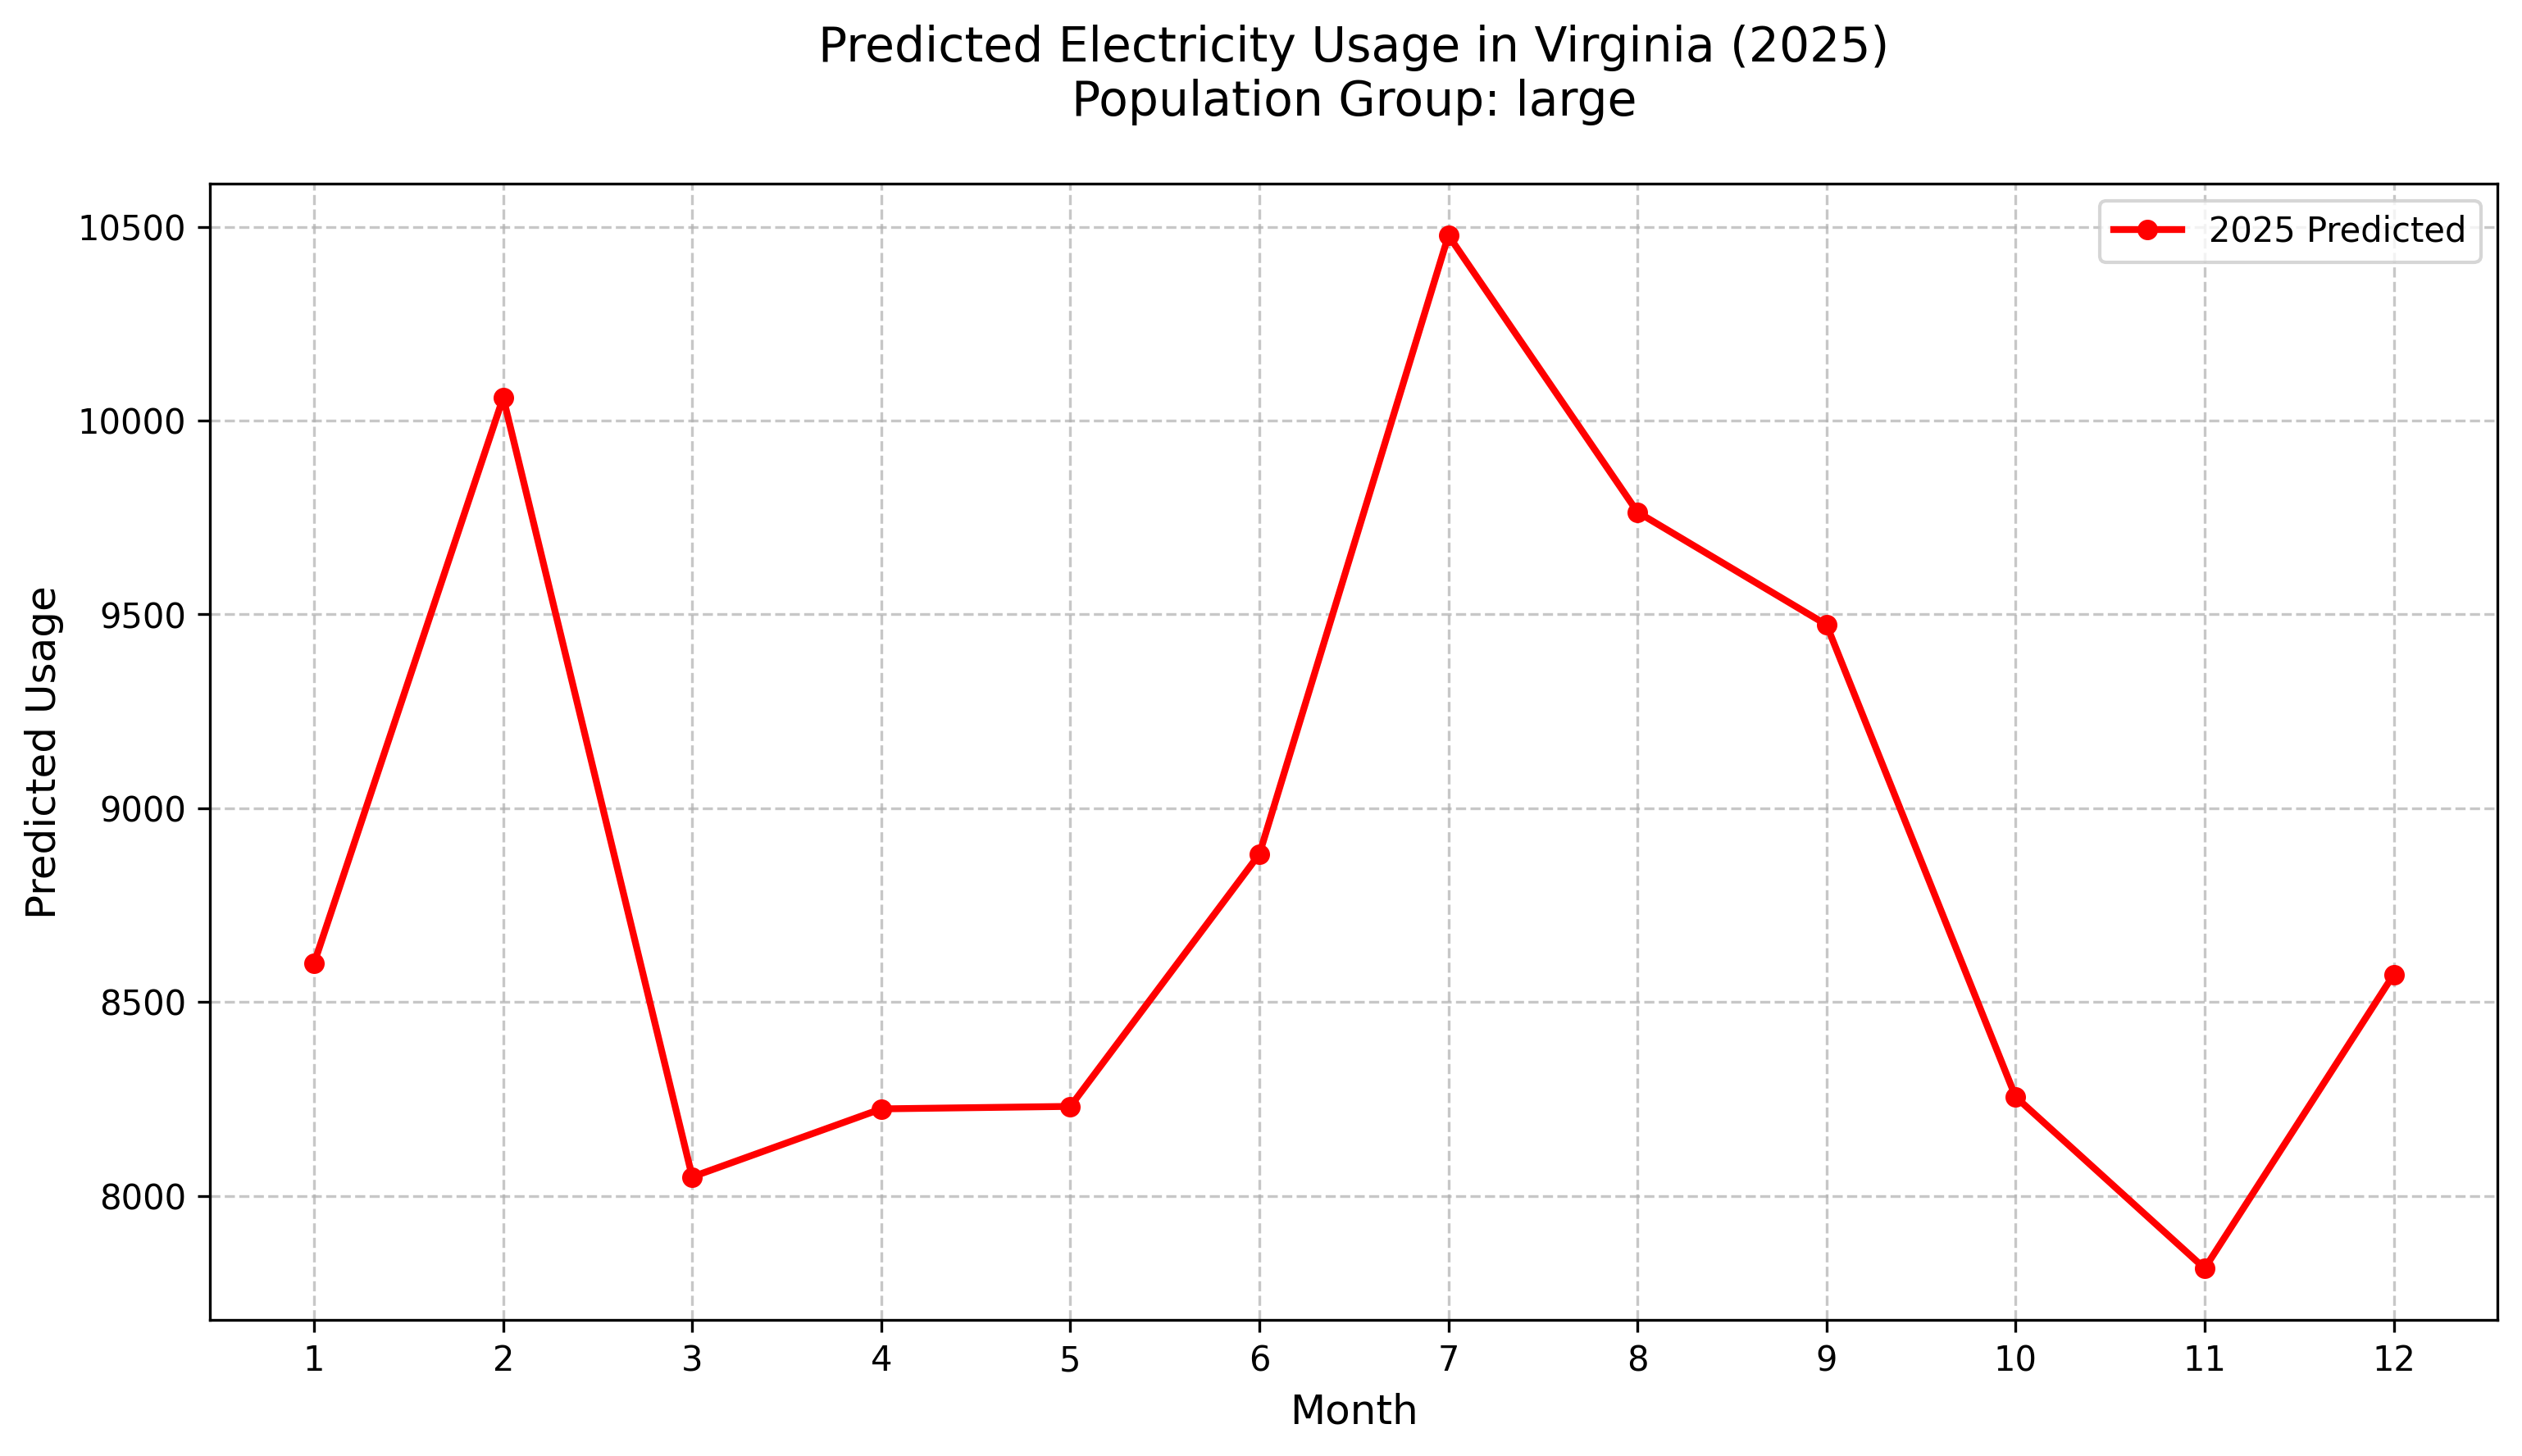 Predicted Electricity Usage in Virginia (2025)
Population Group: large
2025 Predicted
Predicted Usage
10500
10000
9500
9000
8500
8000
1 2 3 4 5 6 7 8 9 10 11 12
Month